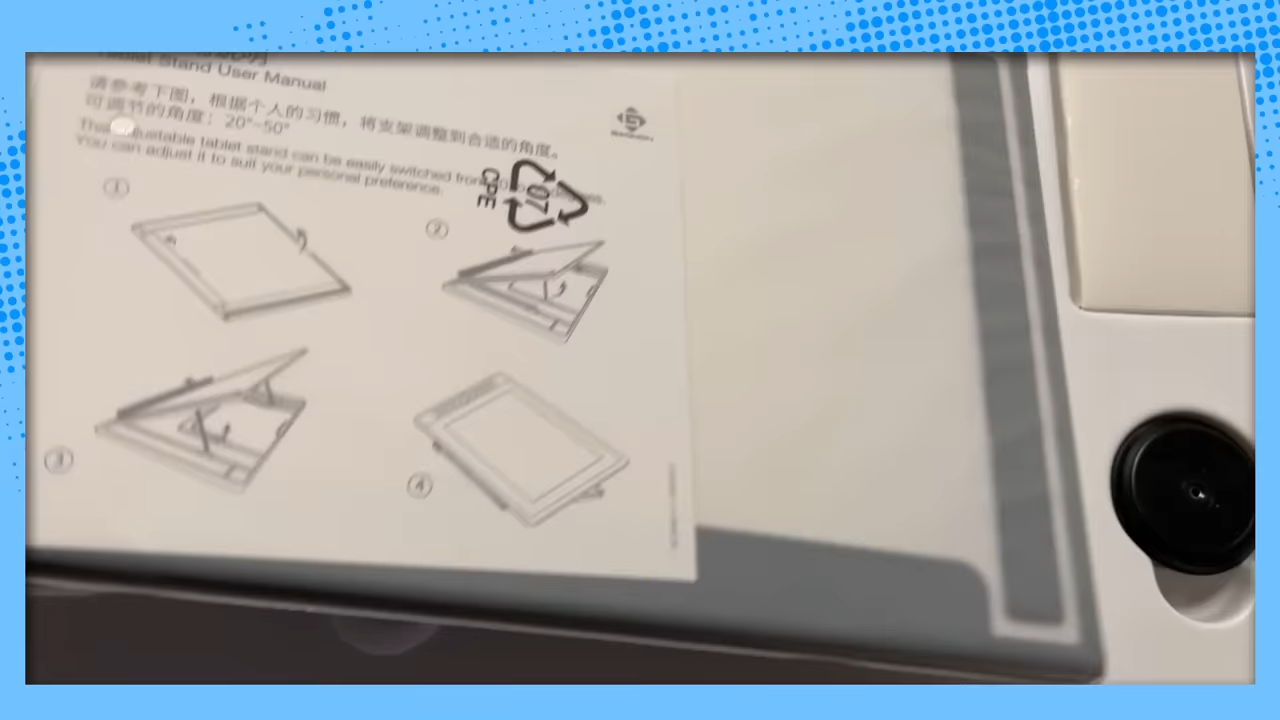 Tablet Stand User Manual
请参考下图，根据个人的习惯，将支架调整到合适的角度。
可调节的角度：20°-50°
This adjustable tablet stand can be easily switched from
You can adjust it to suit your personal preference.
07
CPE
①
②
③
④